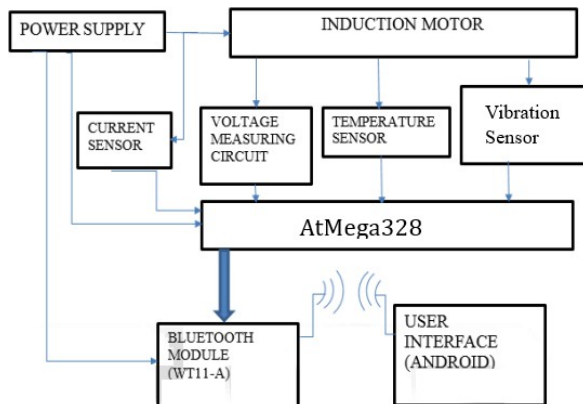 POWER SUPPLY
INDUCTION MOTOR
CURRENT
SENSOR
VOLTAGE
MEASURING
CIRCUIT
TEMPERATURE
SENSOR
Vibration
Sensor
AtMega328
BLUETOOTH
MODULE
(WT11-A)
USER
INTERFACE
(ANDROID)